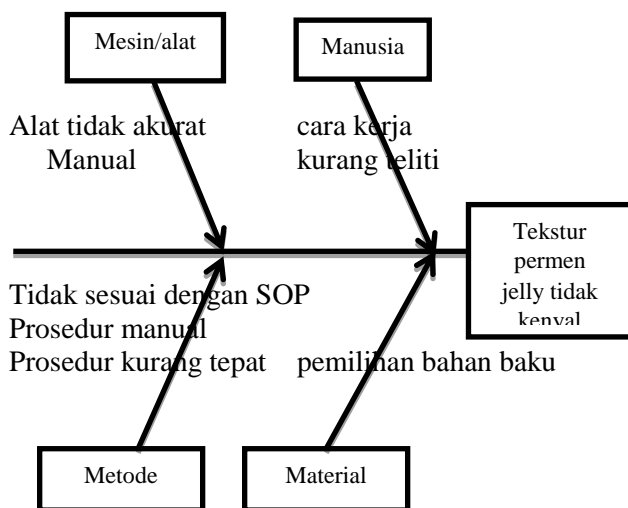 Mesin/alat
Manusia
Alat tidak akurat
Manual
cara kerja
kurang teliti
Tekstur
permen
jelly tidak
kenyal
Tidak sesuai dengan SOP
Prosedur manual
Prosedur kurang tepat
pemilihan bahan baku
Metode
Material